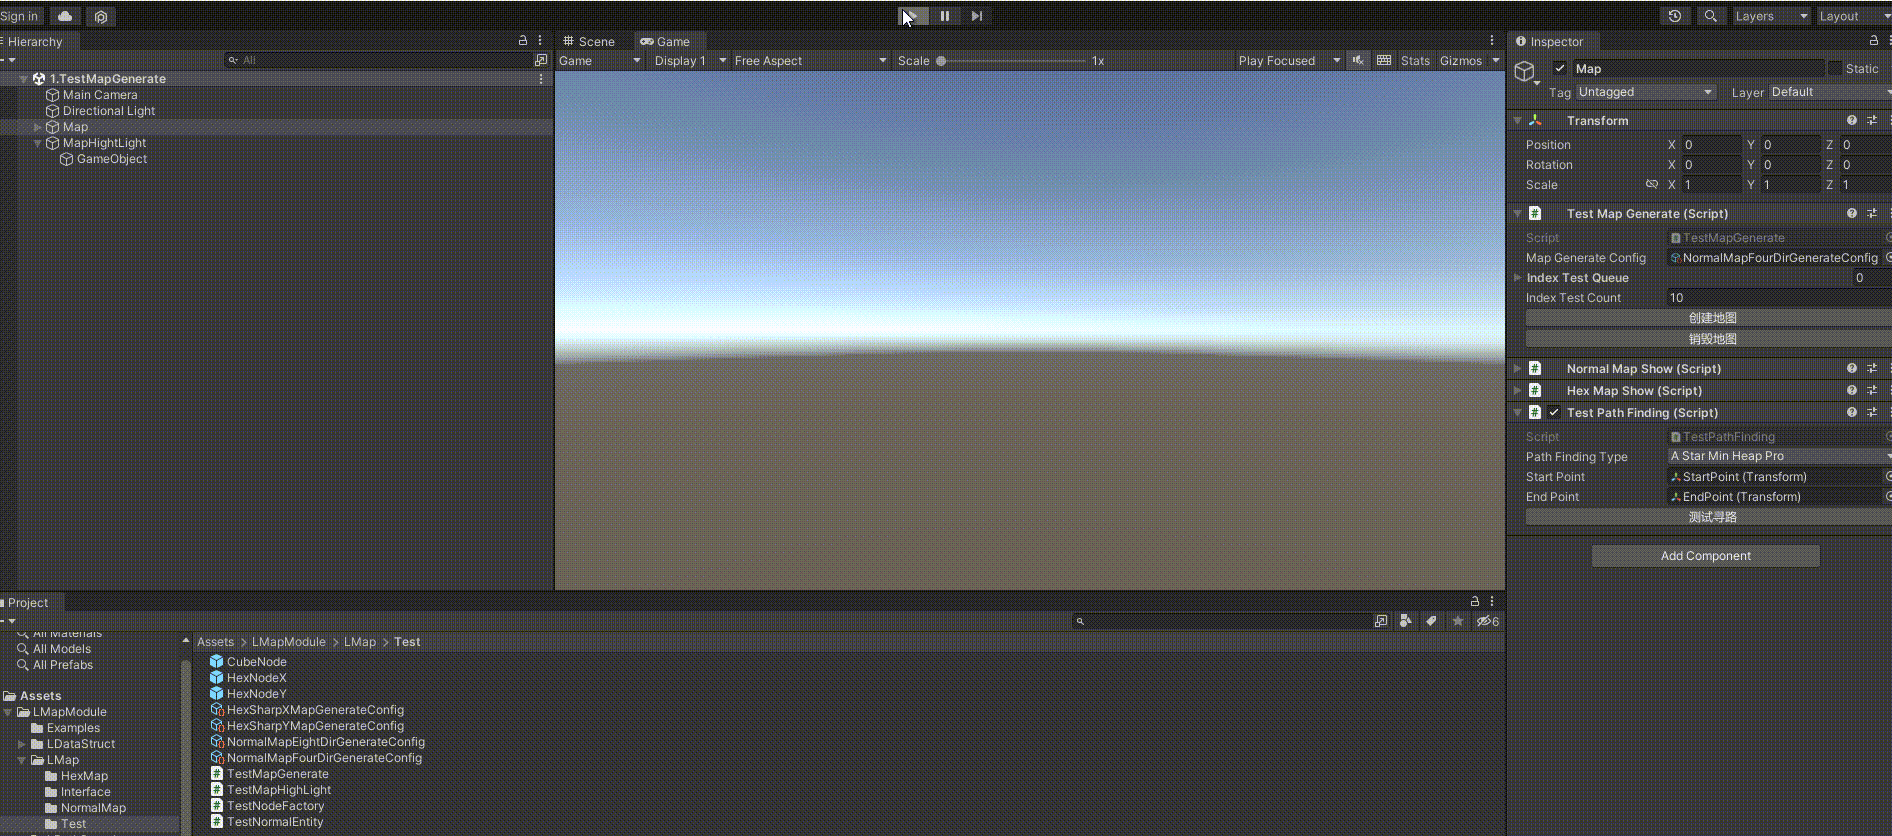 Sign in
Layers
Layout
Hierarchy
All
1.TestMapGenerate
Main Camera
Directional Light
Map
MapHightLight
GameObject
Scene
Game
Game
Display 1
Free Aspect
Scale
1x
Play Focused
Stats
Gizmos
Inspector
Map
Static
Tag
Untagged
Layer
Default
Transform
Position X 0 Y 0 Z 0
Rotation X 0 Y 0 Z 0
Scale X 1 Y 1 Z 1
# Test Map Generate (Script)
Script TestMapGenerate
Map Generate Config NormalMapFourDirGenerateConfig
Index Test Queue 0
Index Test Count 10
创建地图
销毁地图
# Normal Map Show (Script)
# Hex Map Show (Script)
# Test Path Finding (Script)
Script TestPathFinding
Path Finding Type A Star Min Heap Pro
Start Point StartPoint (Transform)
End Point EndPoint (Transform)
测试寻路
Add Component
Project
6
All Materials
All Models
All Prefabs
Assets
LMapModule
Examples
LDataStruct
LMap
HexMap
Interface
NormalMap
Test
Assets > LMapModule > LMap > Test
CubeNode
HexNodeX
HexNodeY
HexSharpXMapGenerateConfig
HexSharpYMapGenerateConfig
NormalMapEightDirGenerateConfig
NormalMapFourDirGenerateConfig
# TestMapGenerate
# TestMapHighLight
# TestNodeFactory
# TestNormalEntity